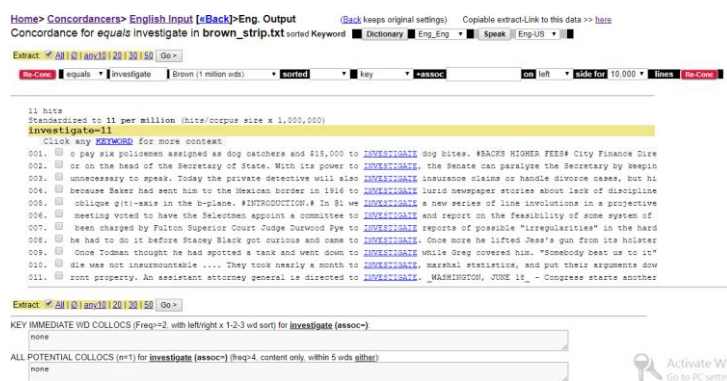 Home> Concordancers> English Input [«Back]>Eng. Output (Back keeps original settings) Copiable extract-Link to this data >> here
Concordance for equals investigate in brown_strip.txt sorted Keyword Dictionary Eng_Eng Speak Eng-US
Extract: All | Ø | any10 | 20 | 30 | 50 Go >
Re-Conc equals investigate Brown (1 million wds) sorted key +assoc on left side for 10,000 lines Re-Conc
11 hits
Standardized to 11 per million (hits/corpus size x 1,000,000)
investigate=11
Click any KEYWORD for more context
001. o pay six policemen assigned as dog catchers and $15,000 to INVESTIGATE dog bites. #BACKS HIGHER FEES# City Finance Dire
002. or on the head of the Secretary of State. With its power to INVESTIGATE, the Senate can paralyze the Secretary by keepin
003. unnecessary to speak. Today the private detective will also INVESTIGATE insurance claims or handle divorce cases, but hi
004. because Baker had sent him to the Mexican border in 1916 to INVESTIGATE lurid newspaper stories about lack of discipline
005. oblique g(t)-axis in the b-plane. #INTRODUCTION.# In $1 we INVESTIGATE a new series of line involutions in a projective
006. meeting voted to have the Selectmen appoint a committee to INVESTIGATE and report on the feasibility of some system of
007. been charged by Fulton Superior Court Judge Durwood Pye to INVESTIGATE reports of possible "irregularities" in the hard
008. he had to do it before Stacey Black got curious and came to INVESTIGATE. Once more he lifted Jess's gun from its holster
009. Once Todman thought he had spotted a tank and went down to INVESTIGATE while Greg covered him. "Somebody beat us to it"
010. dle was not insurmountable .... They took nearly a month to INVESTIGATE, marshal statistics, and put their arguments dow
011. ront property. An assistant attorney general is directed to INVESTIGATE. _WASHINGTON, JUNE 18_ - Congress starts another
Extract: All | Ø | any10 | 20 | 30 | 50 Go >
KEY IMMEDIATE WD COLLOCS (Freq>=2, with left/right x 1-2-3 wd sort) for investigate (assoc=):
none
ALL POTENTIAL COLLOCS (n=1) for investigate (assoc=) (freq>4, content only, within 5 wds either):
none
Activate W
Go to PC settin